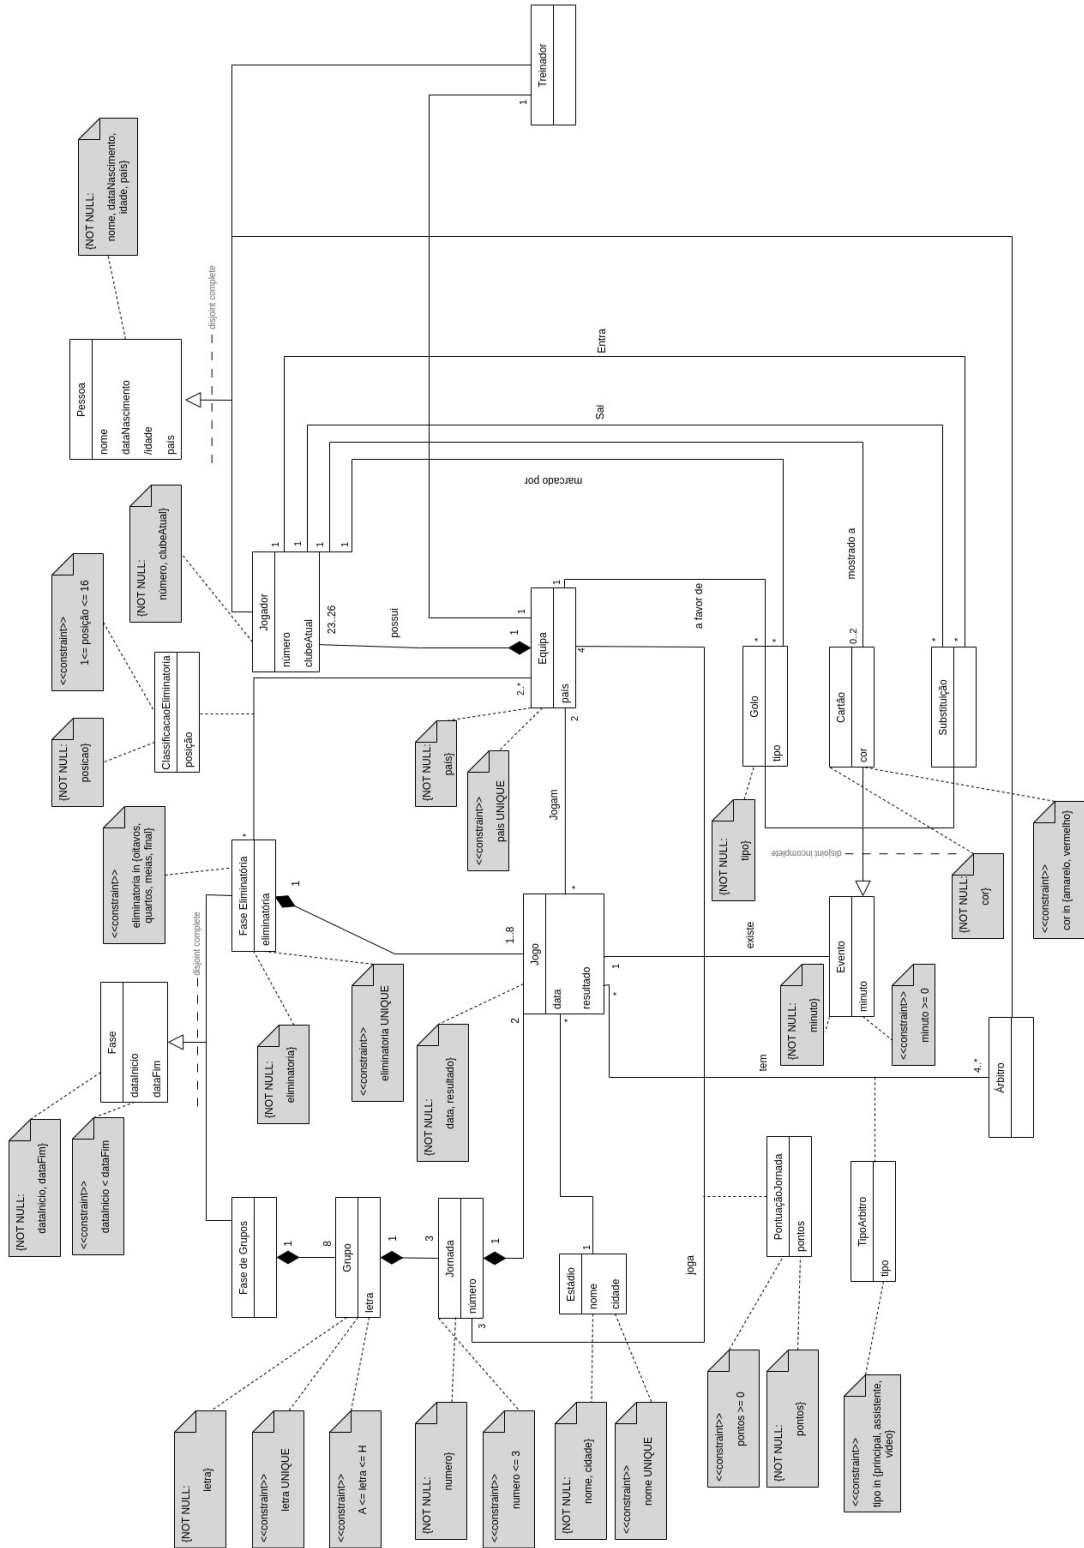 {NOT NULL:
dataInicio, dataFim}
<<constraint>>
dataInicio < dataFim
Fase
dataInicio
dataFim
disjoint complete
<<constraint>>
eliminatoria in {oitavos,
quartos, meias, final}
{NOT NULL:
posicao}
<<constraint>>
1<= posição <= 16
ClassificacaoEliminatoria
posição
{NOT NULL:
número, clubeAtual}
Pessoa
nome
dataNascimento
/idade
país
{NOT NULL:
nome, dataNascimento,
idade, país}
disjoint complete
Fase de Grupos
1
8
Grupo
letra
1
3
Jornada
número
1
3
2
Fase Eliminatória
eliminatória
*
1
1..8
{NOT NULL:
eliminatoria}
<<constraint>>
eliminatoria UNIQUE
{NOT NULL:
data, resultado}
Jogador
número
clubeAtual
1
1
1
1
23..26
possui
1
1
1
2..*
Equipa
país
4
2
{NOT NULL:
país}
<<constraint>>
pais UNIQUE
Jogam
*
Jogo
data
resultado
*
1
*
Treinador
1
Entra
Sai
marcado por
mostrado a
a favor de
{NOT NULL:
letra}
<<constraint>>
letra UNIQUE
<<constraint>>
A <= letra <= H
{NOT NULL:
numero}
<<constraint>>
numero <= 3
{NOT NULL:
nome, cidade}
<<constraint>>
nome UNIQUE
Estádio
nome
cidade
1
joga
tem
existe
Golo
tipo
*
*
{NOT NULL:
tipo}
Cartão
cor
0..2
Substituição
*
*
disjoint incomplete
{NOT NULL:
cor}
<<constraint>>
cor in {amarelo, vermelho}
Evento
minuto
{NOT NULL:
minuto}
<<constraint>>
minuto >= 0
4..*
Árbitro
PontuaçãoJornada
pontos
<<constraint>>
pontos >= 0
{NOT NULL:
pontos}
TipoArbitro
tipo
<<constraint>>
tipo in {principal, assistente,
video}